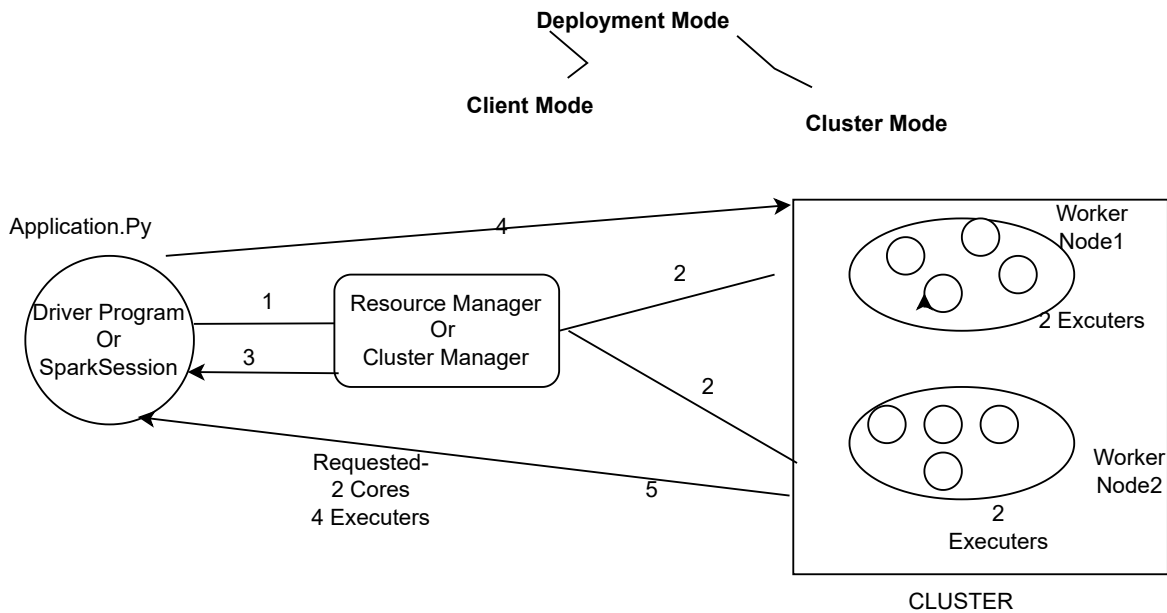 Deployment Mode
Client Mode
Cluster Mode
Application.Py
4
Worker
Node1
Driver Program
Or
SparkSession
1
3
Resource Manager
Or
Cluster Manager
2
2
2 Excuters
Requested-
2 Cores
4 Executers
5
Worker
Node2
2
Executers
CLUSTER